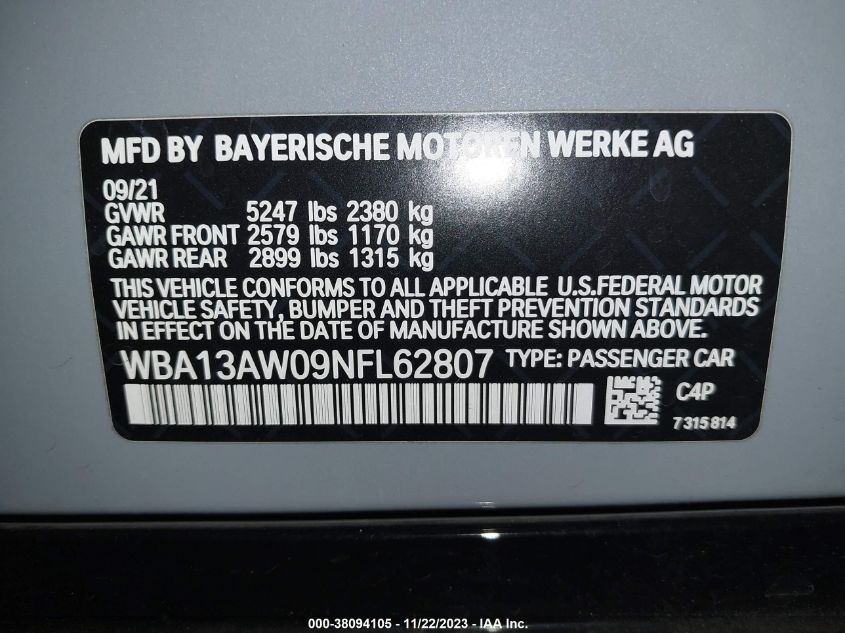 MFD BY BAYERISCHE MOTOREN WERKE AG
09/21
GVWR 5247 lbs 2380 kg
GAWR FRONT 2579 lbs 1170 kg
GAWR REAR 2899 lbs 1315 kg
THIS VEHICLE CONFORMS TO ALL APPLICABLE U.S.FEDERAL MOTOR
VEHICLE SAFETY, BUMPER AND THEFT PREVENTION STANDARDS
IN EFFECT ON THE DATE OF MANUFACTURE SHOWN ABOVE.
WBA13AW09NFL62807 TYPE: PASSENGER CAR
C4P
7315814
000-38094105 - 11/22/2023 - IAA Inc.